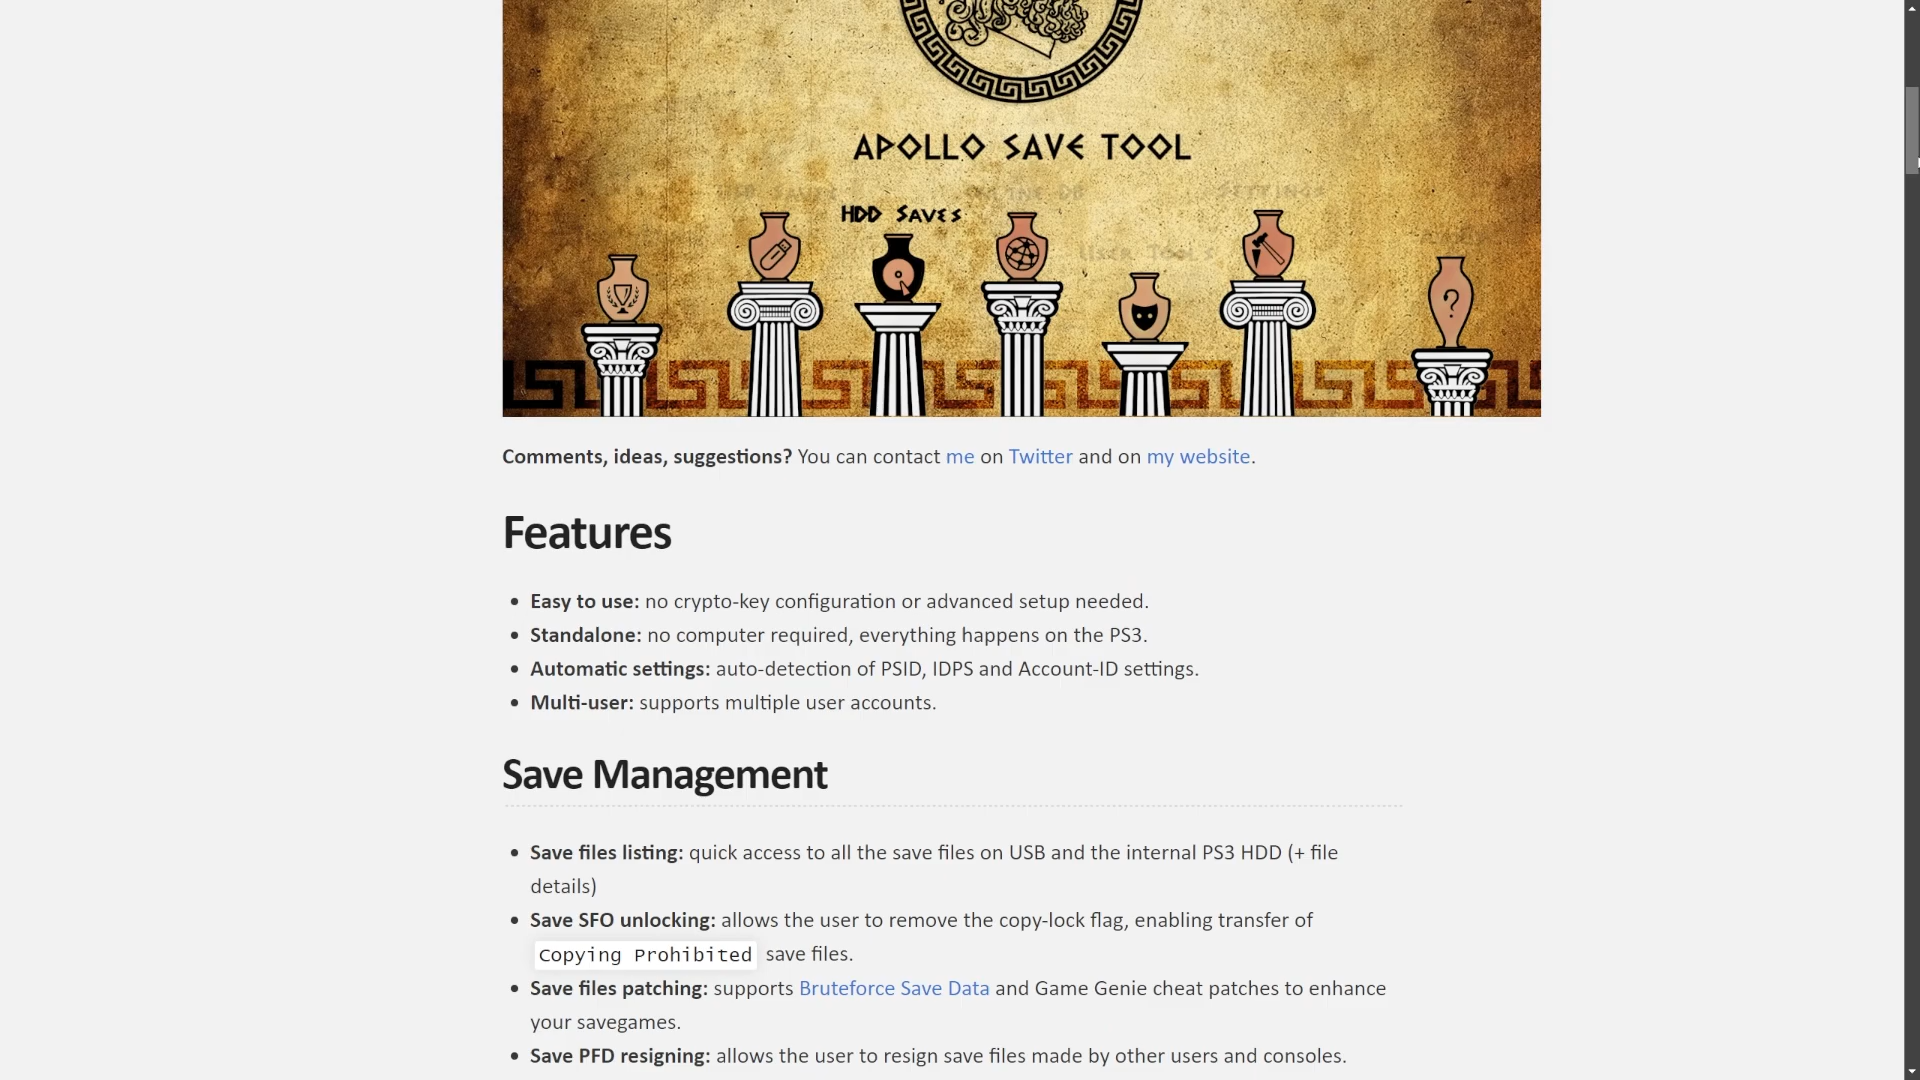 APOLLO SAVE TOOL
SETTINGS
HDD SAVES
USER TOOLS
Comments, ideas, suggestions? You can contact me on Twitter and on my website.
Features
• Easy to use: no crypto-key configuration or advanced setup needed.
• Standalone: no computer required, everything happens on the PS3.
• Automatic settings: auto-detection of PSID, IDPS and Account-ID settings.
• Multi-user: supports multiple user accounts.
Save Management
• Save files listing: quick access to all the save files on USB and the internal PS3 HDD (+ file
details)
• Save SFO unlocking: allows the user to remove the copy-lock flag, enabling transfer of
Copying Prohibited save files.
• Save files patching: supports Bruteforce Save Data and Game Genie cheat patches to enhance
your savegames.
• Save PFD resigning: allows the user to resign save files made by other users and consoles.